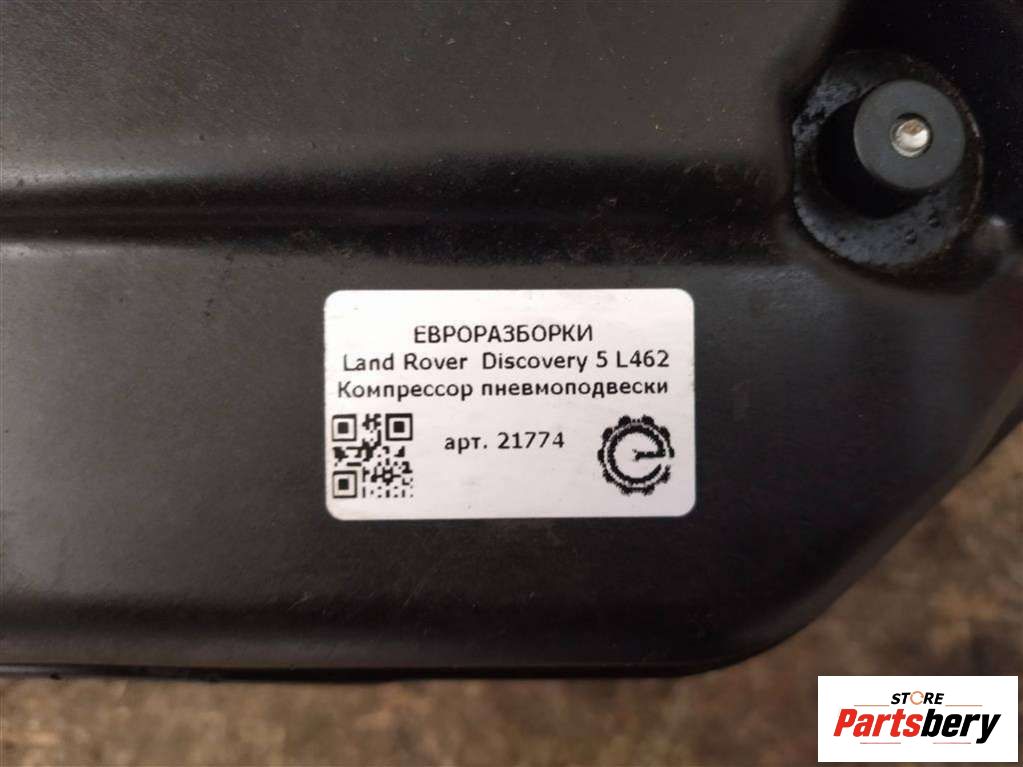 ЕВРОРАЗБОРКИ
Land Rover Discovery 5 L462
Компрессор пневмоподвески
арт. 21774
STORE
Partsbery